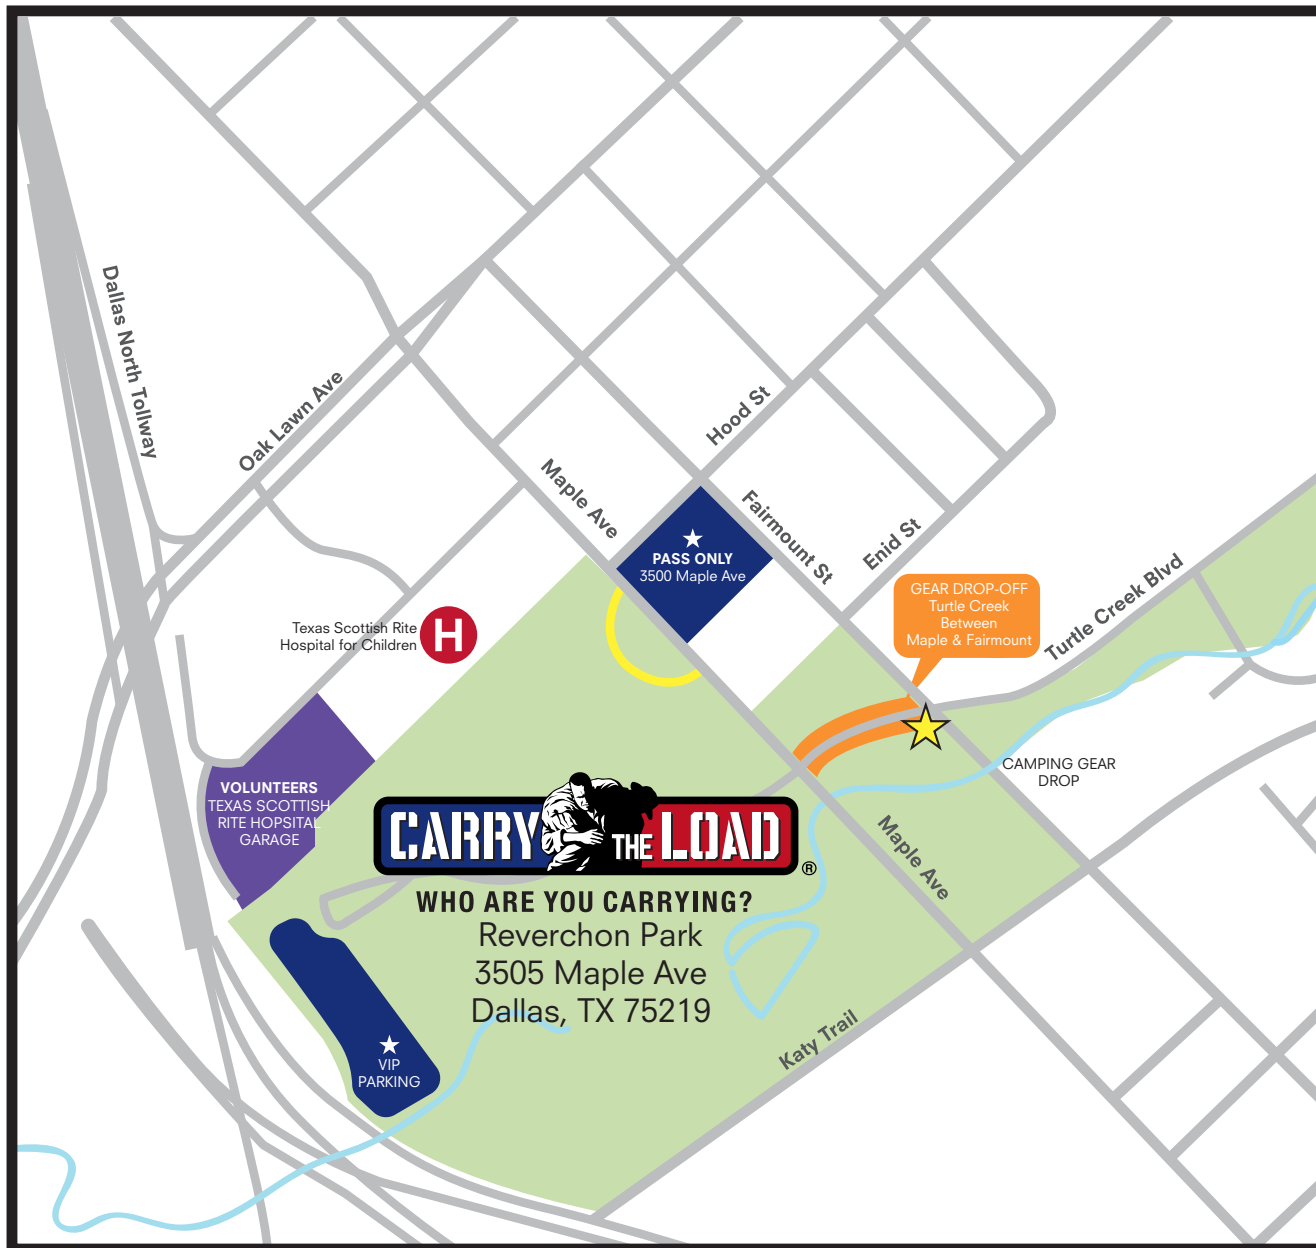 Dallas North Tollway
Oak Lawn Ave
Hood St
Maple Ave
Fairmount St
Enid St
PASS ONLY
3500 Maple Ave
GEAR DROP-OFF
Turtle Creek
Between
Maple & Fairmount
Turtle Creek Blvd
Texas Scottish Rite
Hospital for Children
H
CAMPING GEAR
DROP
VOLUNTEERS
TEXAS SCOTTISH
RITE HOPSITAL
GARAGE
CARRY THE LOAD
®
Maple Ave
WHO ARE YOU CARRYING?
Reverchon Park
3505 Maple Ave
Dallas, TX 75219
Katy Trail
VIP
PARKING